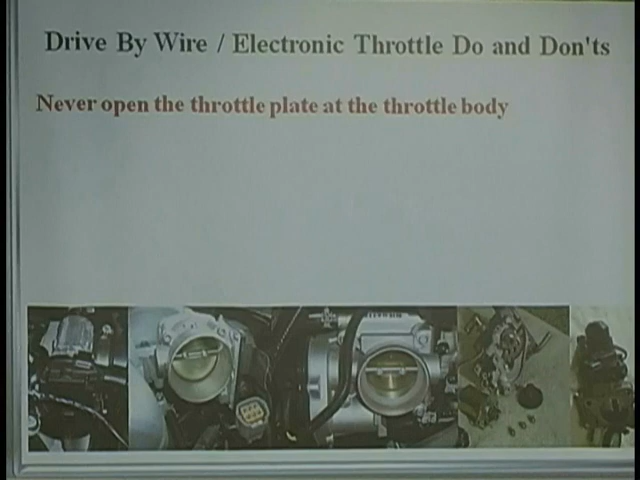 Drive By Wire / Electronic Throttle Do and Don'ts
Never open the throttle plate at the throttle body